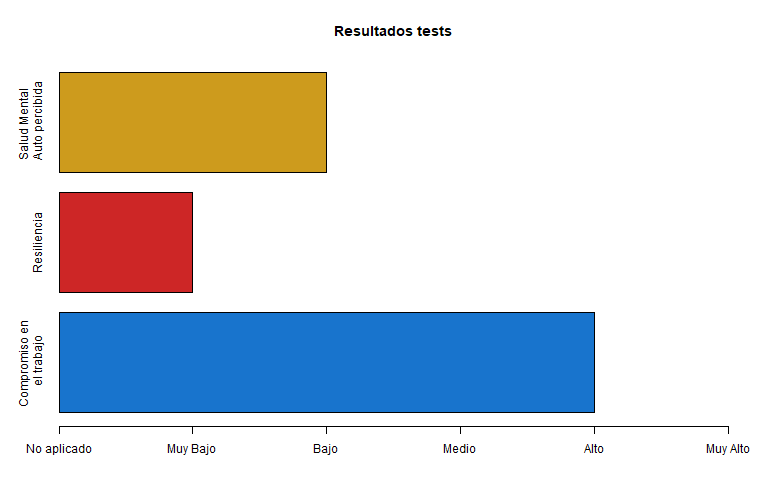 Resultados tests
Salud Mental
Auto percibida
Resiliencia
Compromiso en
el trabajo
No aplicado
Muy Bajo
Bajo
Medio
Alto
Muy Alto